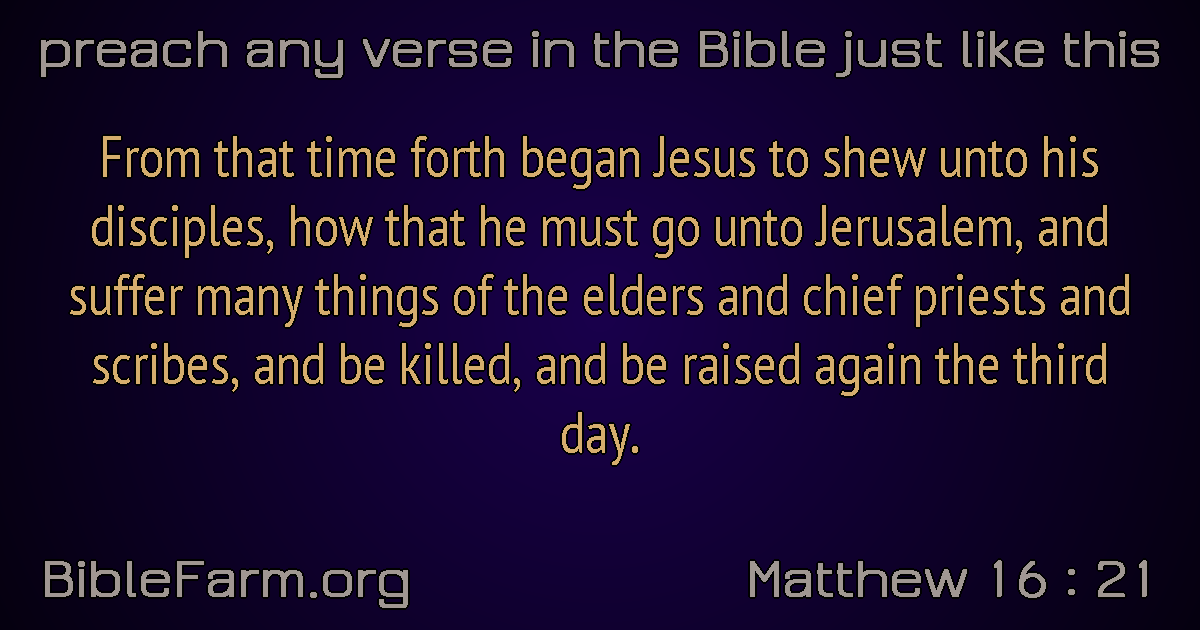 preach any verse in the Bible just like this
From that time forth began Jesus to shew unto his
disciples, how that he must go unto Jerusalem, and
suffer many things of the elders and chief priests and
scribes, and be killed, and be raised again the third
day.
BibleFarm.org
Matthew 16 : 21